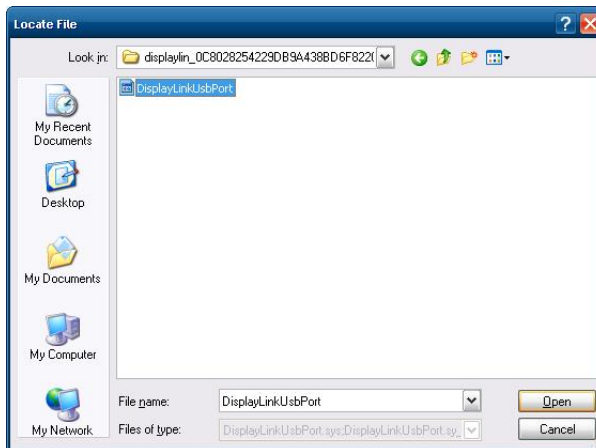 Locate File
Look in:
displaylin_0C8028254229DB9A438BD6F822(
DisplayLinkUsbPort
My Recent
Documents
Desktop
My Documents
My Computer
My Network
File name:
DisplayLinkUsbPort
Open
Files of type:
DisplayLinkUsbPort.sys;DisplayLinkUsbPort.sy_
Cancel